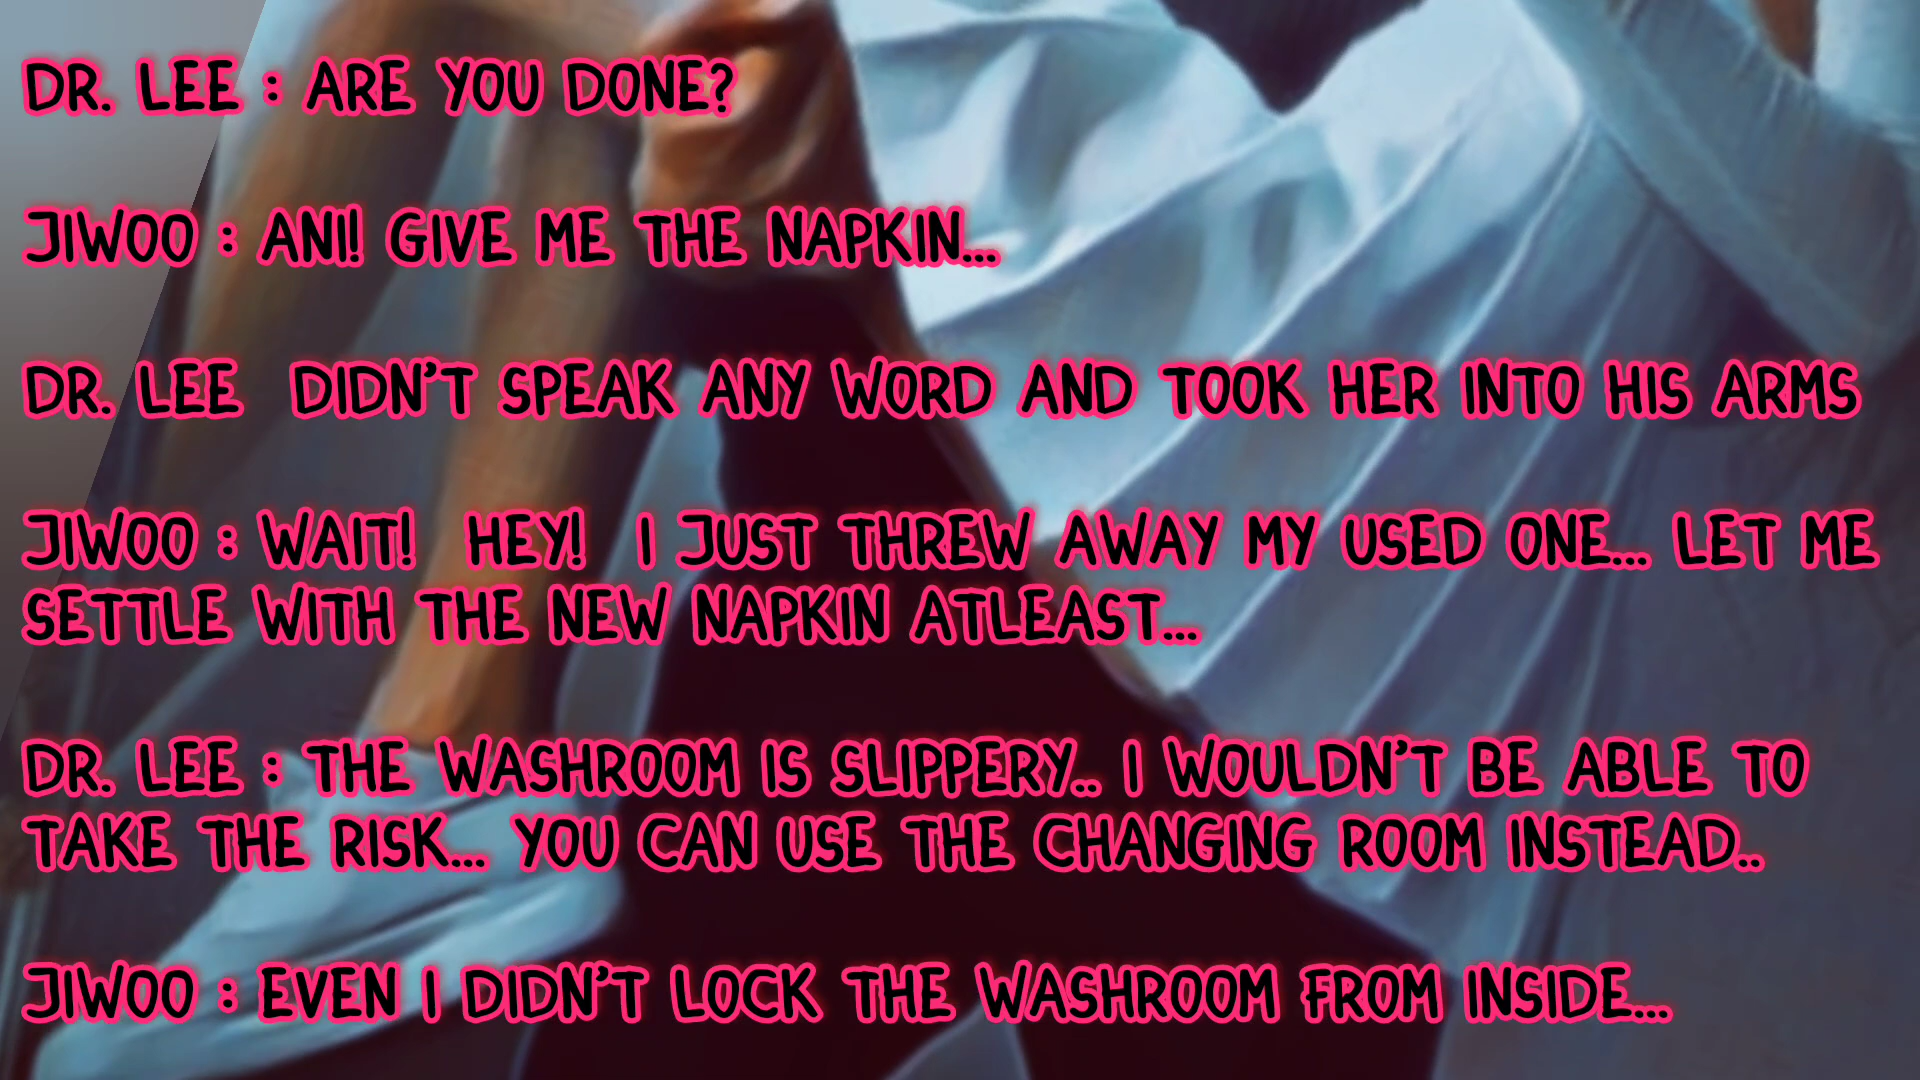 DR. LEE : ARE YOU DONE?
JIWOO : ANI! GIVE ME THE NAPKIN...
DR. LEE DIDN'T SPEAK ANY WORD AND TOOK HER INTO HIS ARMS
JIWOO : WAIT! HEY! I JUST THREW AWAY MY USED ONE... LET ME
SETTLE WITH THE NEW NAPKIN ATLEAST...
DR. LEE : THE WASHROOM IS SLIPPERY.. I WOULDN'T BE ABLE TO
TAKE THE RISK... YOU CAN USE THE CHANGING ROOM INSTEAD..
JIWOO : EVEN I DIDN'T LOCK THE WASHROOM FROM INSIDE...